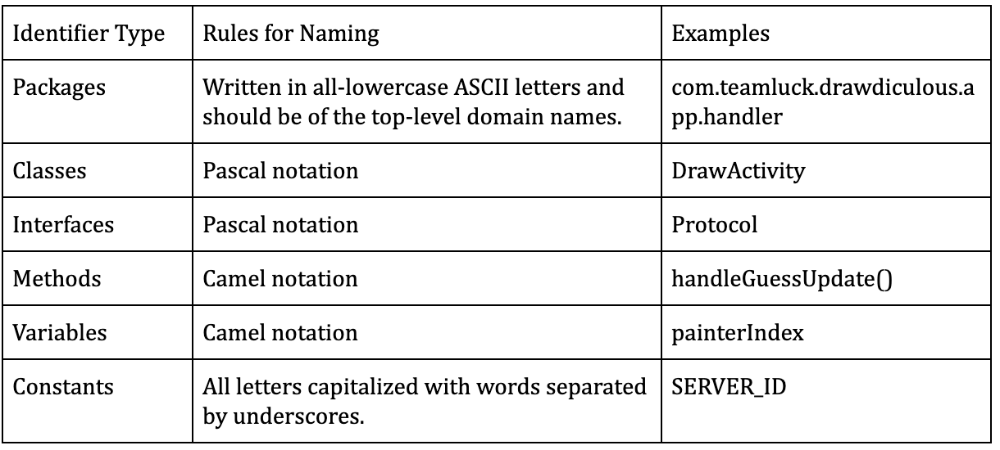 Identifier Type Rules for Naming Examples
Packages Written in all-lowercase ASCII letters and com.teamluck.drawdiculous.a
should be of the top-level domain names. pp.handler
Classes Pascal notation DrawActivity
Interfaces Pascal notation Protocol
Methods Camel notation handleGuessUpdate()
Variables Camel notation painterIndex
Constants All letters capitalized with words separated SERVER_ID
by underscores.